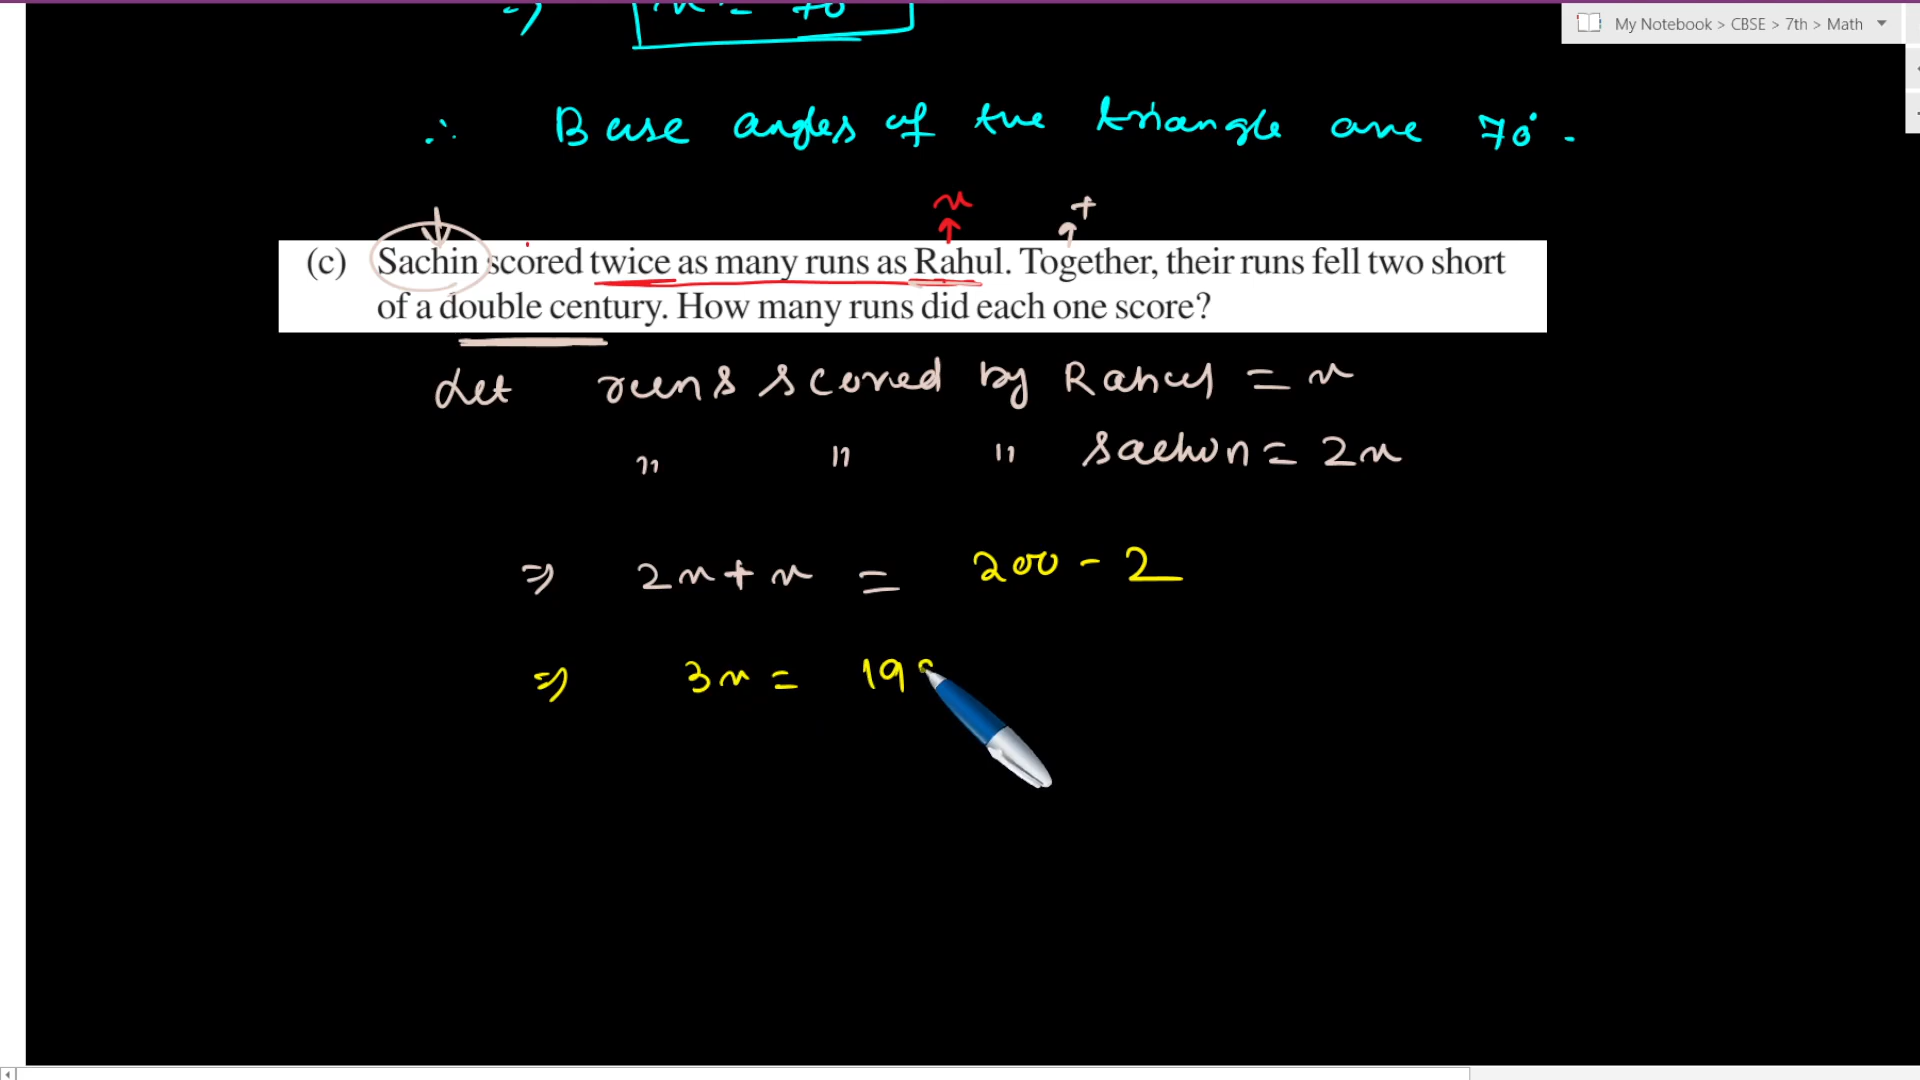 ⇒ x = 70
My Notebook > CBSE > 7th > Math
∴ Base angles of the triangle are 70°.
x +
(c) Sachin scored twice as many runs as Rahul. Together, their runs fell two short
of a double century. How many runs did each one score?
Let runs scored by Rahul = x
" " " Sachin = 2x
⇒ 2x + x = 200 - 2
⇒ 3x = 198